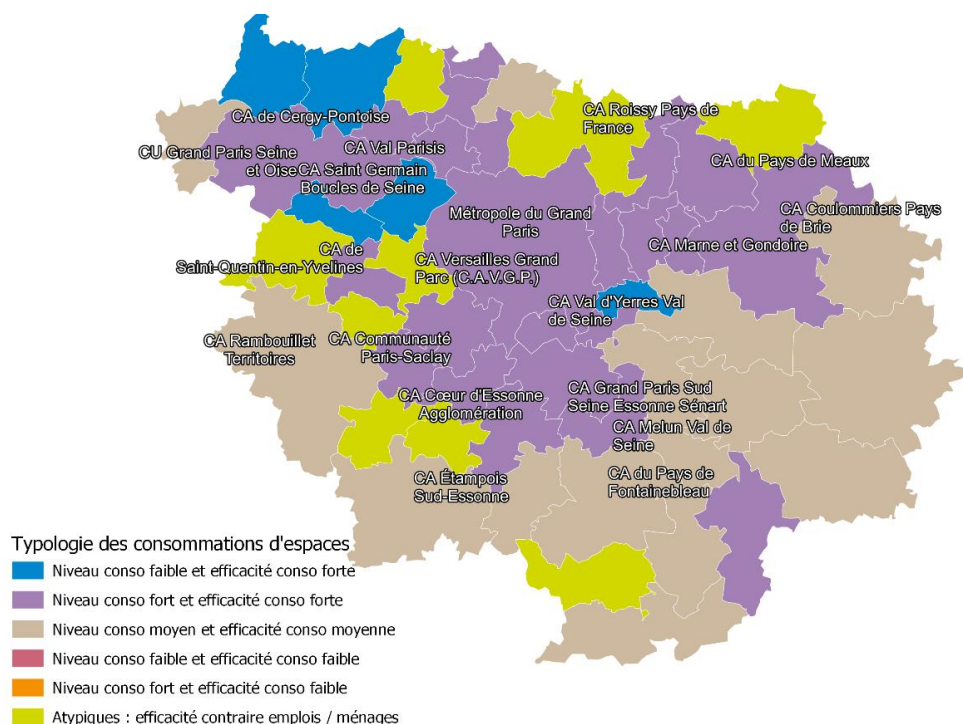 CA de Cergy-Pontoise
CA Roissy Pays de
France
CA Val Parisis
CU Grand Paris Seine
et Oise
CA Saint Germain
Boucles de Seine
CA du Pays de Meaux
Métropole du Grand
Paris
CA Coulommiers Pays
de Brie
CA Marne et Gondoire
CA de
Saint-Quentin-en-Yvelines
CA Versailles Grand
Parc (C.A.V.G.P.)
CA Val d'Yerres Val
de Seine
CA Rambouillet
Territoires
CA Communauté
Paris-Saclay
CA Cœur d'Essonne
Agglomération
CA Grand Paris Sud
Seine Essonne Sénart
CA Melun Val de
Seine
CA Étampois
Sud-Essonne
CA du Pays de
Fontainebleau
Typologie des consommations d'espaces
Niveau conso faible et efficacité conso forte
Niveau conso fort et efficacité conso forte
Niveau conso moyen et efficacité conso moyenne
Niveau conso faible et efficacité conso faible
Niveau conso fort et efficacité conso faible
Atypiques : efficacité contraire emplois / ménages